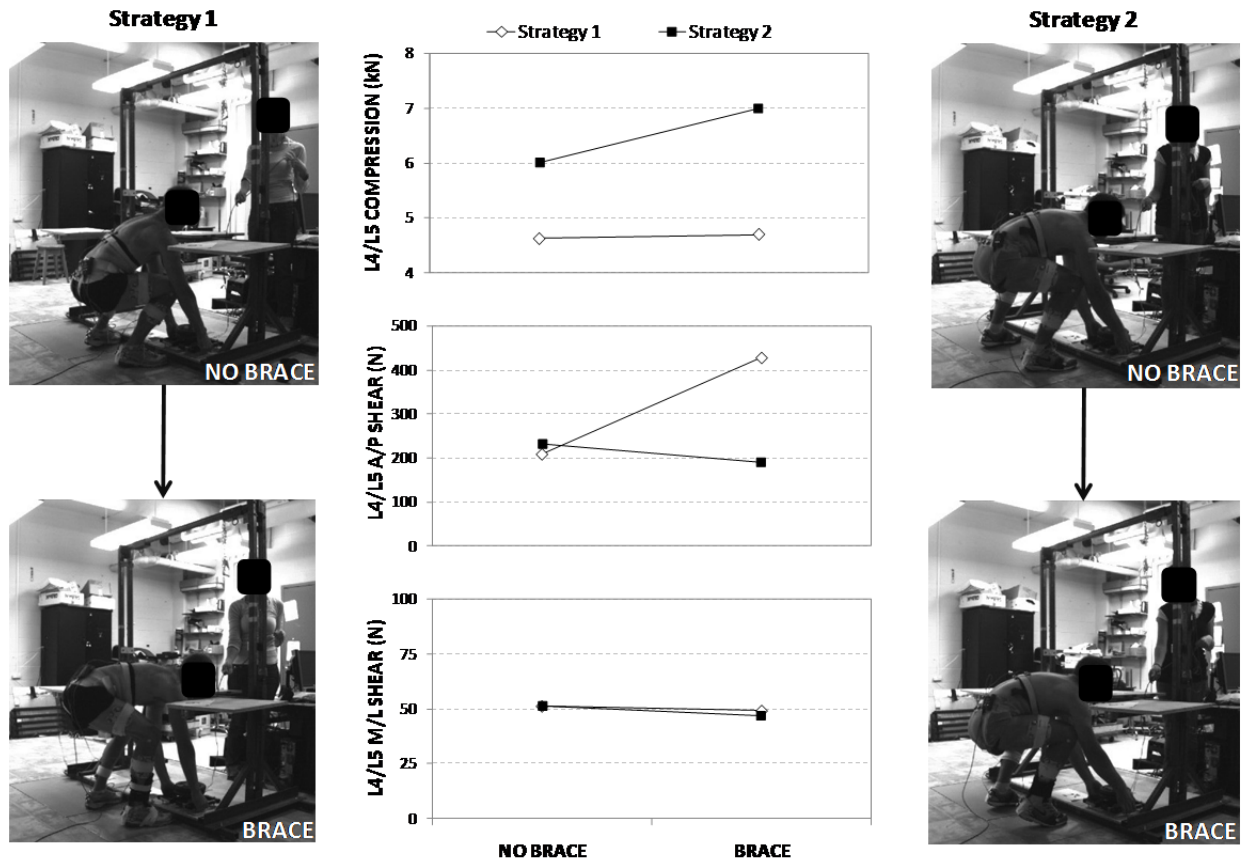 Strategy 1
Strategy 1
Strategy 2
Strategy 2
L4/L5 COMPRESSION (kN)
8
7
6
5
4
L4/L5 A/P SHEAR (N)
500
400
300
200
100
0
L4/L5 M/L SHEAR (N)
100
75
50
25
0
NO BRACE
BRACE
NO BRACE
BRACE
NO BRACE
BRACE